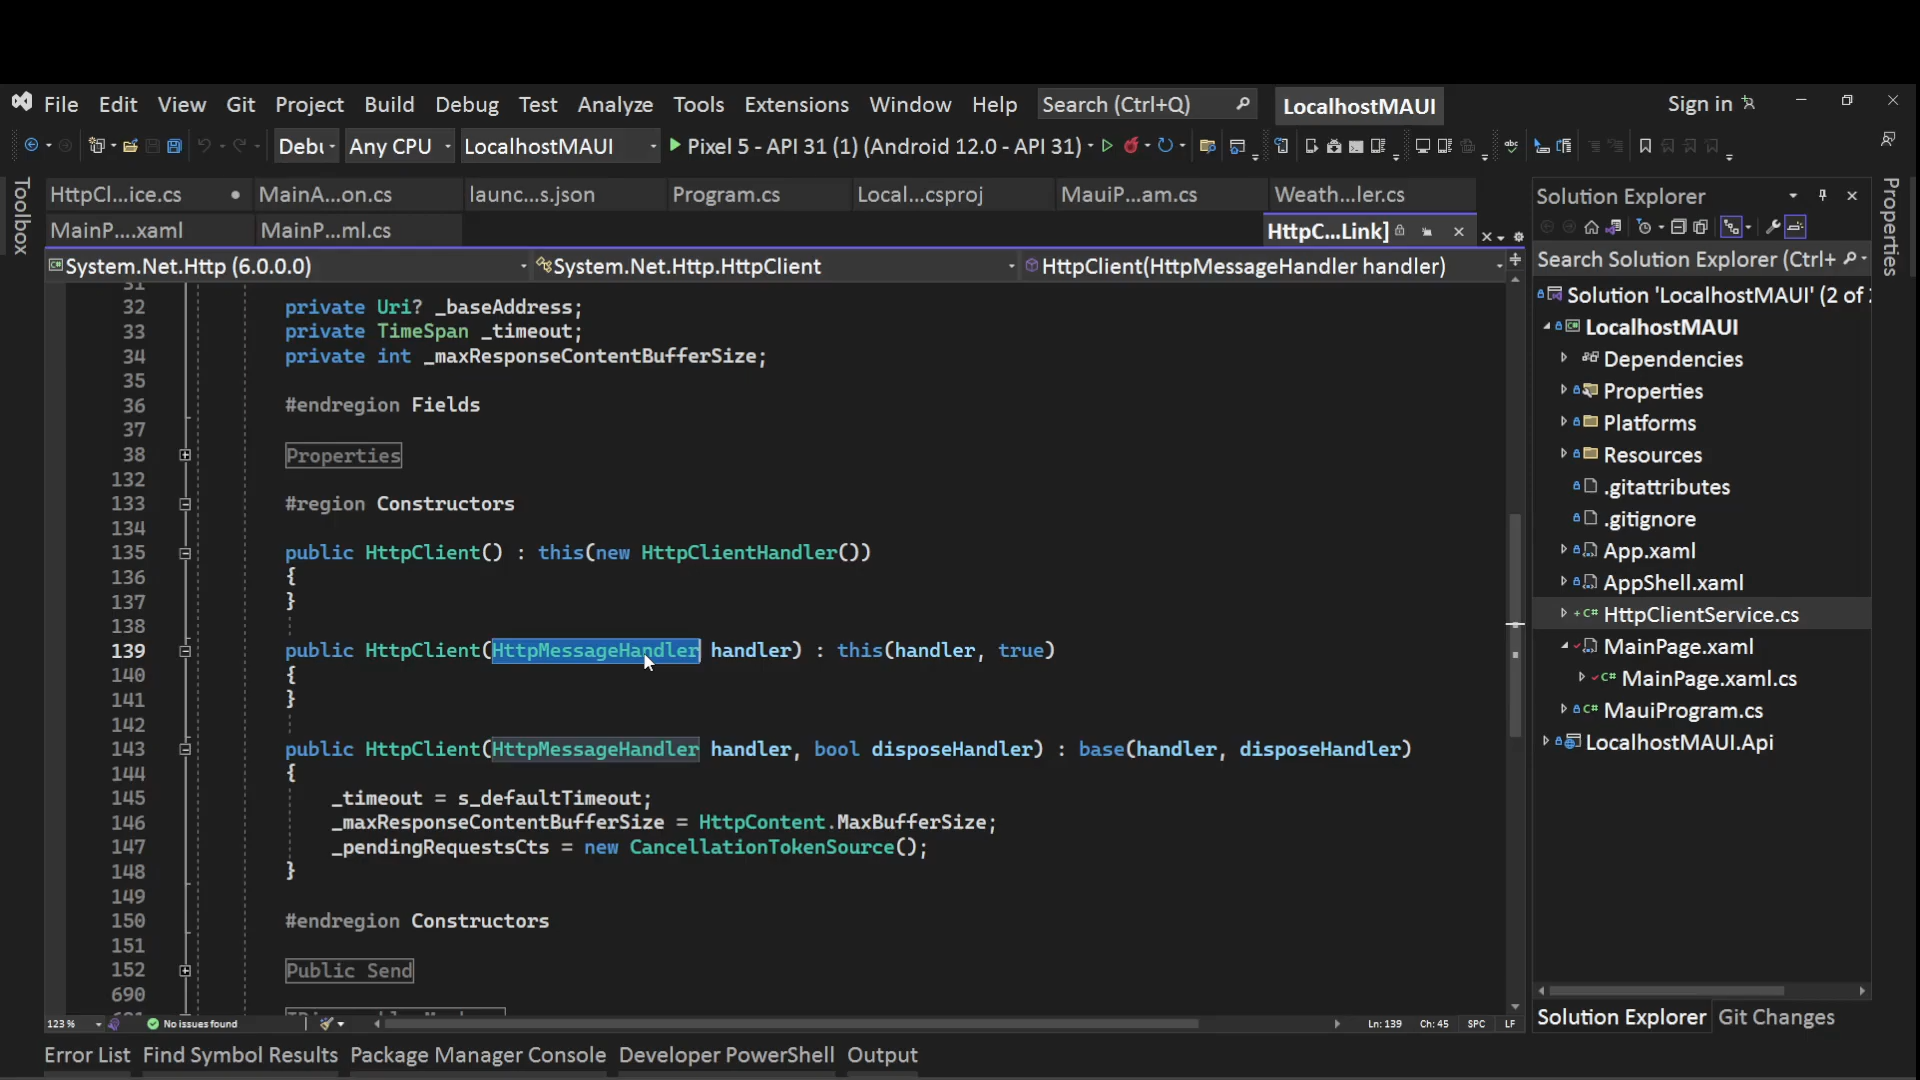 File Edit View Git Project Build Debug Test Analyze Tools Extensions Window Help Search (Ctrl+Q) LocalhostMAUI Sign in
Debu Any CPU LocalhostMAUI Pixel 5 - API 31 (1) (Android 12.0 - API 31)
Toolbox
HttpCl...ice.cs MainA...on.cs launc...s.json Program.cs Local...csproj MauiP...am.cs Weath...ler.cs
MainP....xaml MainP...ml.cs HttpC...Link]
System.Net.Http (6.0.0.0) System.Net.Http.HttpClient HttpClient(HttpMessageHandler handler)
31
32 private Uri? _baseAddress;
33 private TimeSpan _timeout;
34 private int _maxResponseContentBufferSize;
35
36 #endregion Fields
37
38 Properties
132
133 #region Constructors
134
135 public HttpClient() : this(new HttpClientHandler())
136 {
137 }
138
139 public HttpClient(HttpMessageHandler handler) : this(handler, true)
140 {
141 }
142
143 public HttpClient(HttpMessageHandler handler, bool disposeHandler) : base(handler, disposeHandler)
144 {
145 _timeout = s_defaultTimeout;
146 _maxResponseContentBufferSize = HttpContent.MaxBufferSize;
147 _pendingRequestsCts = new CancellationTokenSource();
148 }
149
150 #endregion Constructors
151
152 Public Send
690
123 % No issues found Ln: 139 Ch: 45 SPC LF
Error List Find Symbol Results Package Manager Console Developer PowerShell Output
Solution Explorer
Search Solution Explorer (Ctrl+
Solution 'LocalhostMAUI' (2 of
LocalhostMAUI
Dependencies
Properties
Platforms
Resources
.gitattributes
.gitignore
App.xaml
AppShell.xaml
HttpClientService.cs
MainPage.xaml
MainPage.xaml.cs
MauiProgram.cs
LocalhostMAUI.Api
Solution Explorer Git Changes
Properties